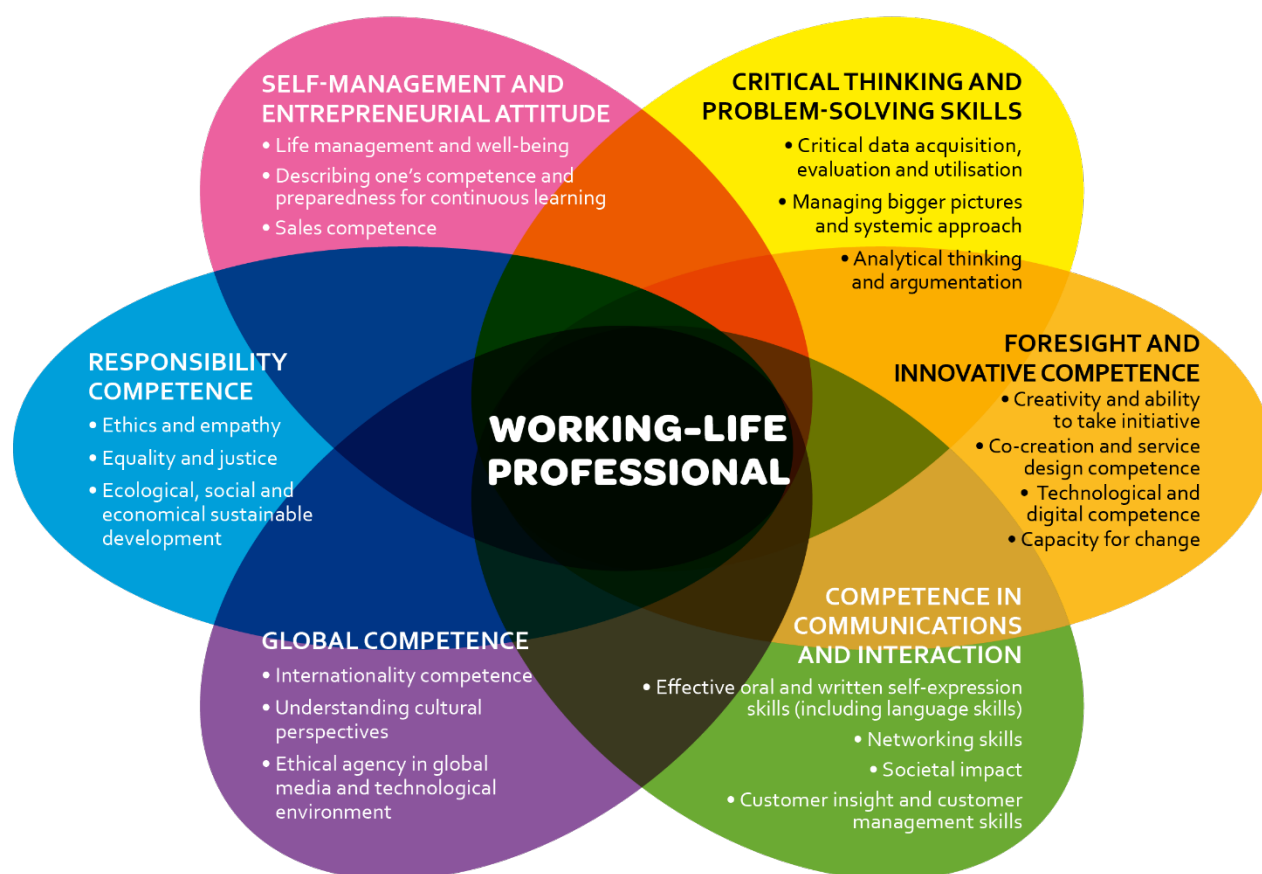 SELF-MANAGEMENT AND
ENTREPRENEURIAL ATTITUDE
• Life management and well-being
• Describing one's competence and
preparedness for continuous learning
• Sales competence
CRITICAL THINKING AND
PROBLEM-SOLVING SKILLS
• Critical data acquisition,
evaluation and utilisation
• Managing bigger pictures
and systemic approach
• Analytical thinking
and argumentation
RESPONSIBILITY
COMPETENCE
• Ethics and empathy
• Equality and justice
• Ecological, social and
economical sustainable
development
WORKING-LIFE
PROFESSIONAL
FORESIGHT AND
INNOVATIVE COMPETENCE
• Creativity and ability
to take initiative
• Co-creation and service
design competence
• Technological and
digital competence
• Capacity for change
GLOBAL COMPETENCE
• Internationality competence
• Understanding cultural
perspectives
• Ethical agency in global
media and technological
environment
COMPETENCE IN
COMMUNICATIONS
AND INTERACTION
• Effective oral and written self-expression
skills (including language skills)
• Networking skills
• Societal impact
• Customer insight and customer
management skills